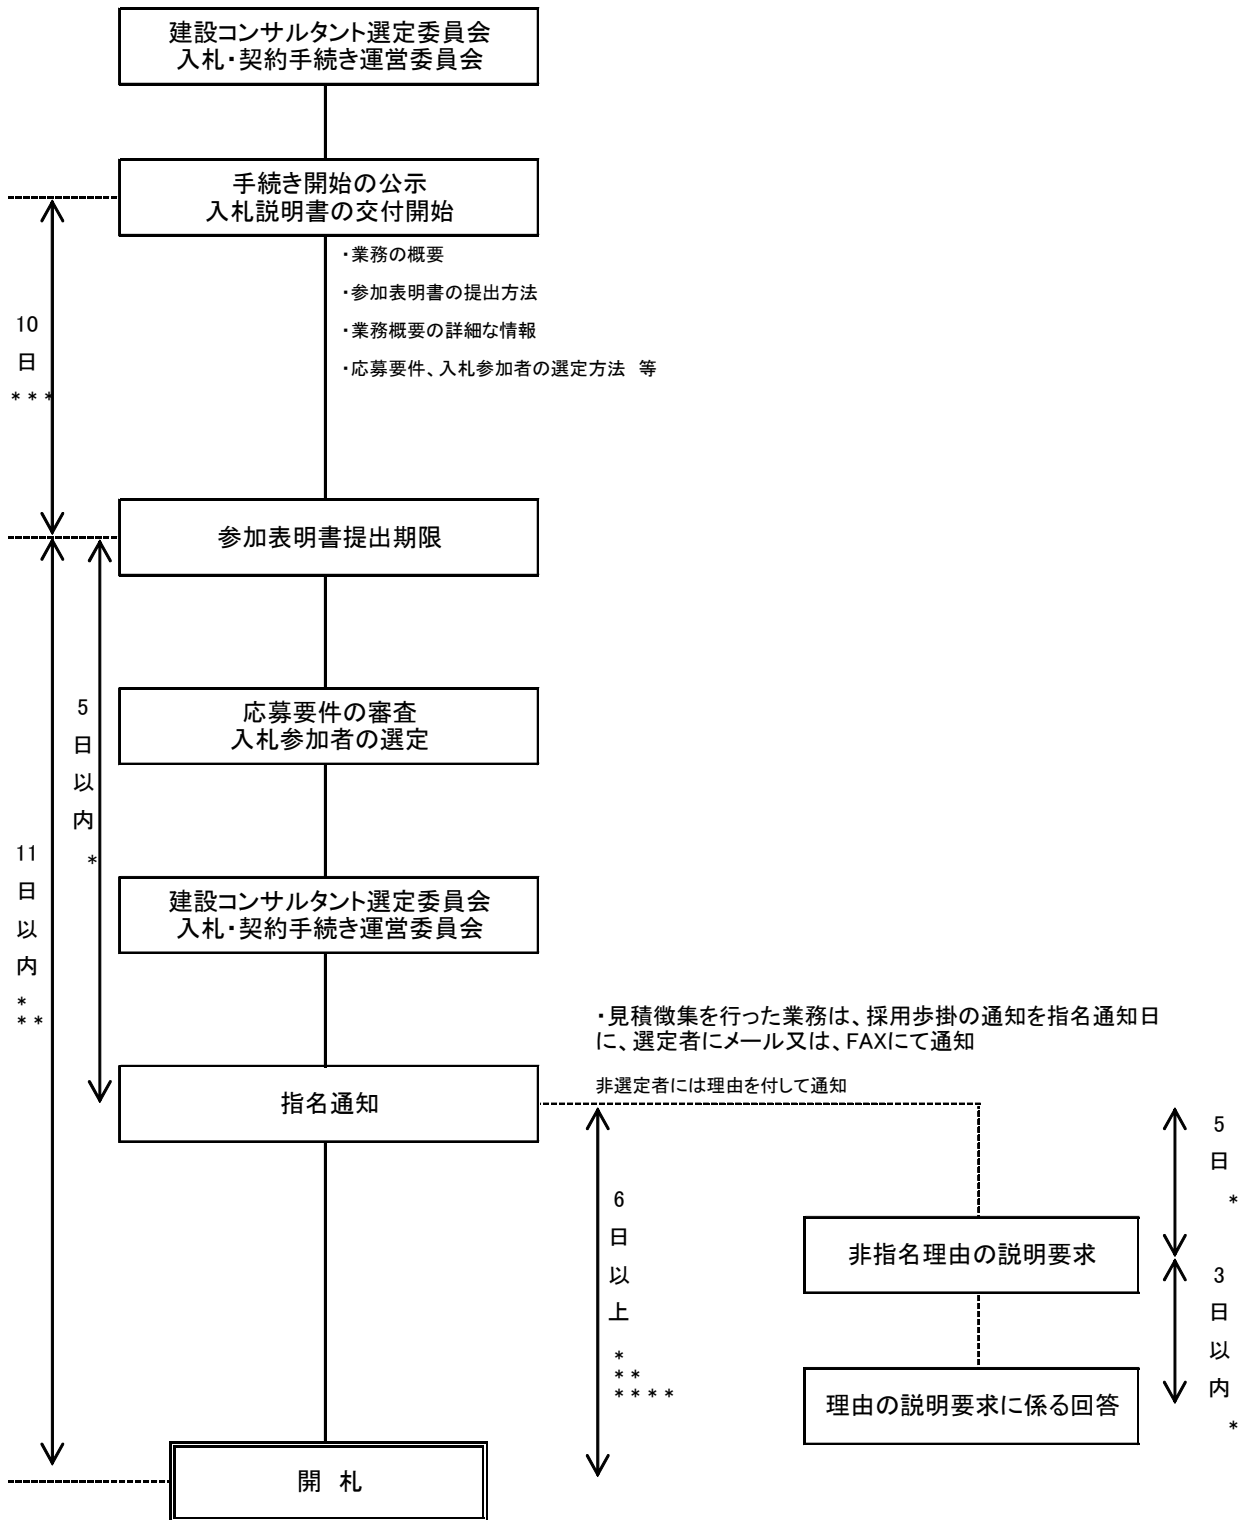 建設コンサルタント選定委員会
入札・契約手続き運営委員会
手続き開始の公示
入札説明書の交付開始
・業務の概要
・参加表明書の提出方法
・業務概要の詳細な情報
・応募要件、入札参加者の選定方法　等
10
日
***
参加表明書提出期限
応募要件の審査
入札参加者の選定
5
日
以
内
*
11
日
以
内
*
**
建設コンサルタント選定委員会
入札・契約手続き運営委員会
・見積徴集を行った業務は、採用歩掛の通知を指名通知日
に、選定者にメール又は、FAXにて通知
非選定者には理由を付して通知
指名通知
6
日
以
上
*
**
****
5
日
*
非指名理由の説明要求
3
日
以
内
*
理由の説明要求に係る回答
開　札